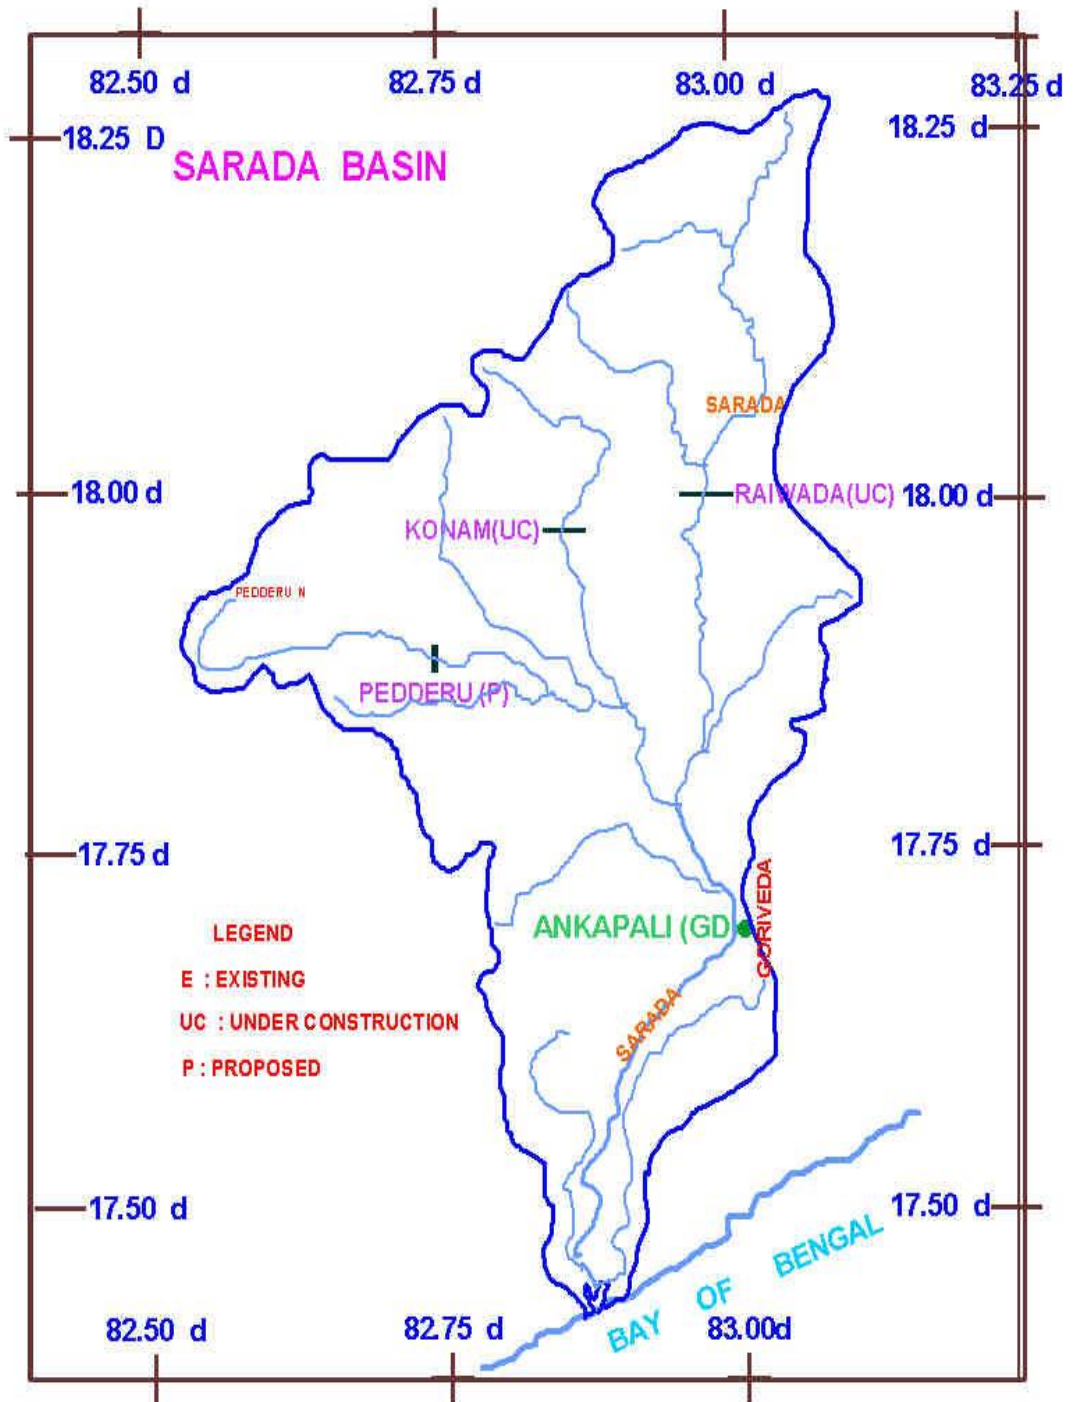 82.50 d
82.75 d
83.00 d
83.25 d
18.25 D
18.25 d
SARADA BASIN
SARADA
18.00 d
RAIWADA(UC)
18.00 d
KONAM(UC)
PEDDERU N
PEDDERU (P)
17.75 d
17.75 d
GORIVEDA
ANKAPALI (GD
LEGEND
E : EXISTING
UC : UNDER CONSTRUCTION
P : PROPOSED
SARADA
17.50 d
17.50 d
BAY OF BENGAL
82.50 d
82.75 d
83.00d